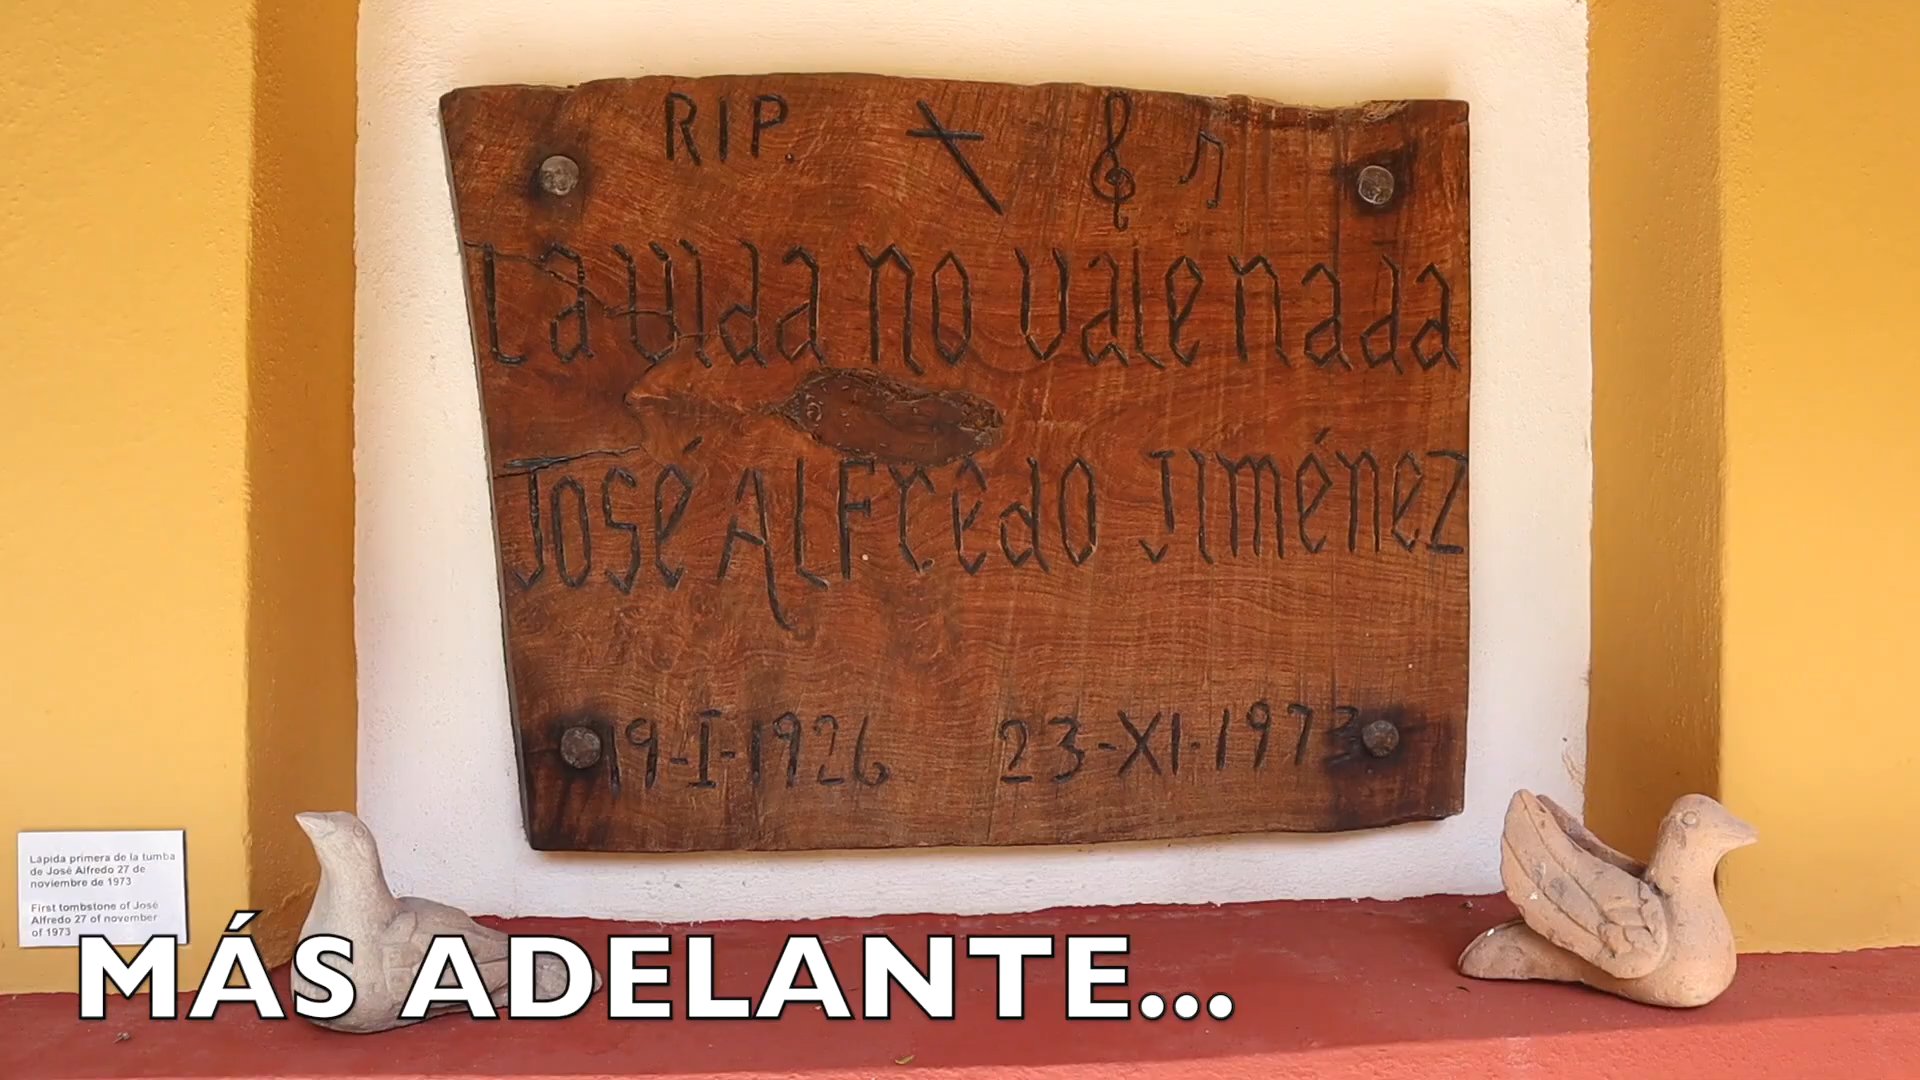 RIP.
La vida no vale nada
José ALFredo Jiménez
19-I-1926 23-XI-1973
Lapida primera de la tumba
de José Alfredo 27 de
noviembre de 1973
First tombstone of José
Alfredo 27 of november
of 1973
MÁS ADELANTE...